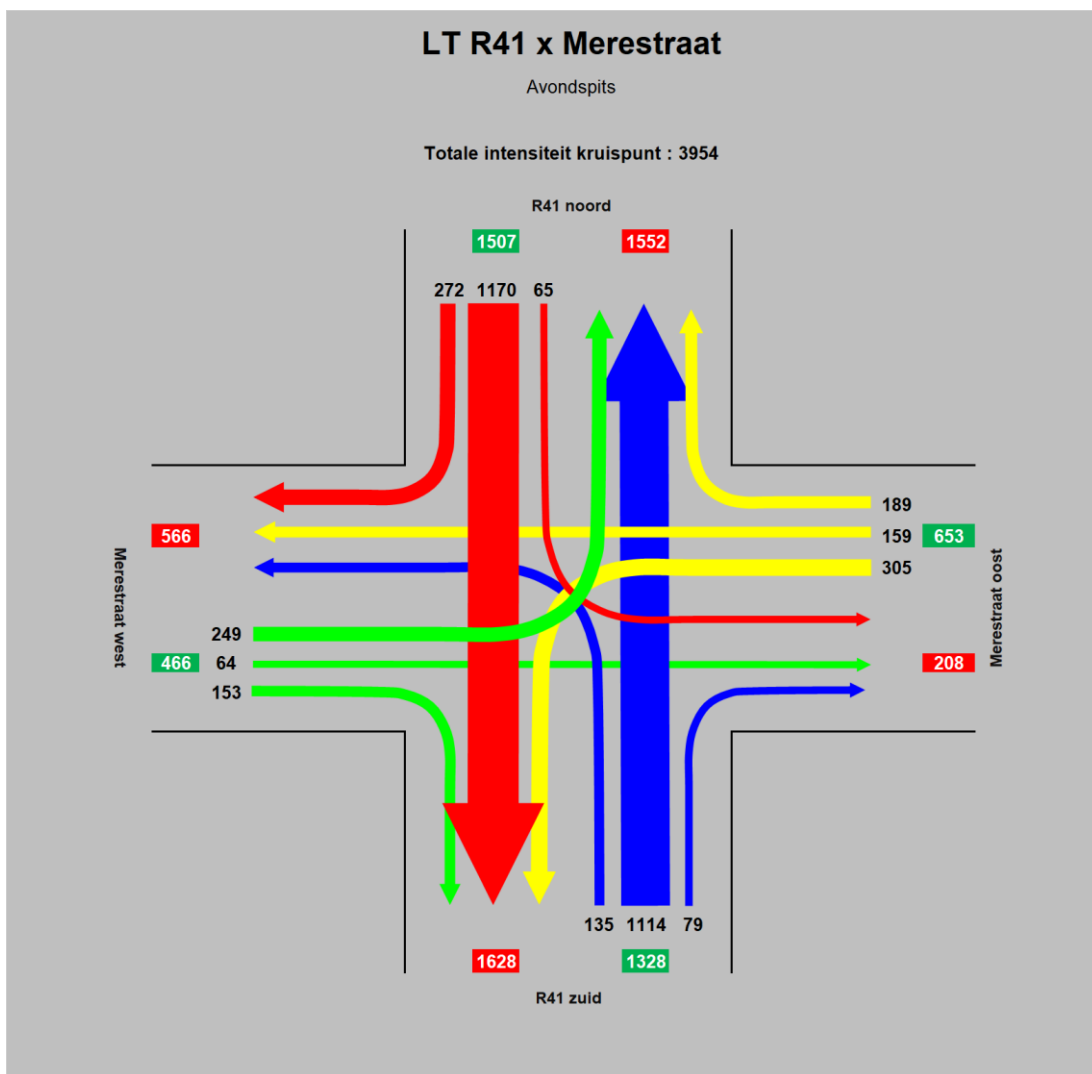 LT R41 x Merestraat
Avondspits
Totale intensiteit kruispunt : 3954
R41 noord
1507 1552
272 1170 65
189
566 159 653
305
Merestraat west
Merestraat oost
249
466 64 208
153
135 1114 79
1628 1328
R41 zuid